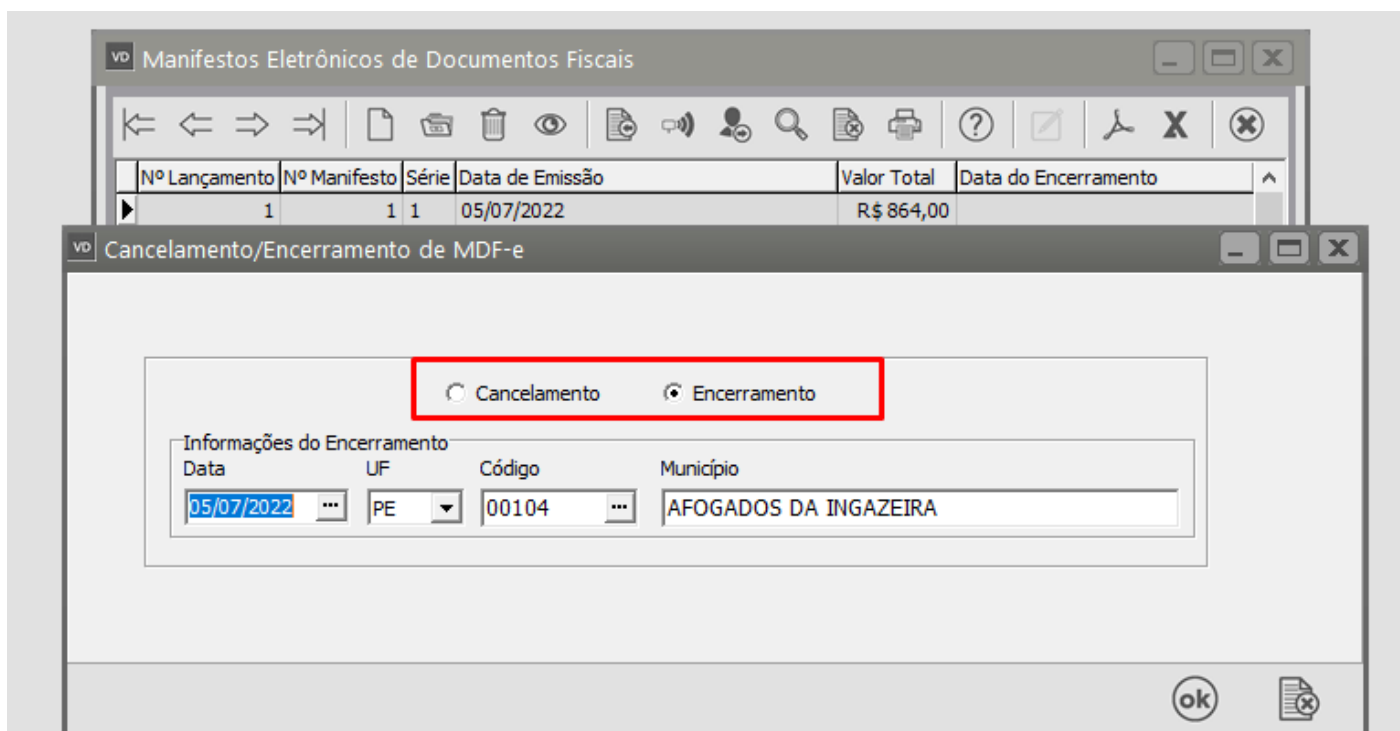 VD Manifestos Eletrônicos de Documentos Fiscais
Nº Lançamento Nº Manifesto Série Data de Emissão Valor Total Data do Encerramento
1 1 1 05/07/2022 R$ 864,00
VD Cancelamento/Encerramento de MDF-e
Cancelamento Encerramento
Informações do Encerramento
Data UF Código Município
05/07/2022 ... PE 00104 ... AFOGADOS DA INGAZEIRA
ok